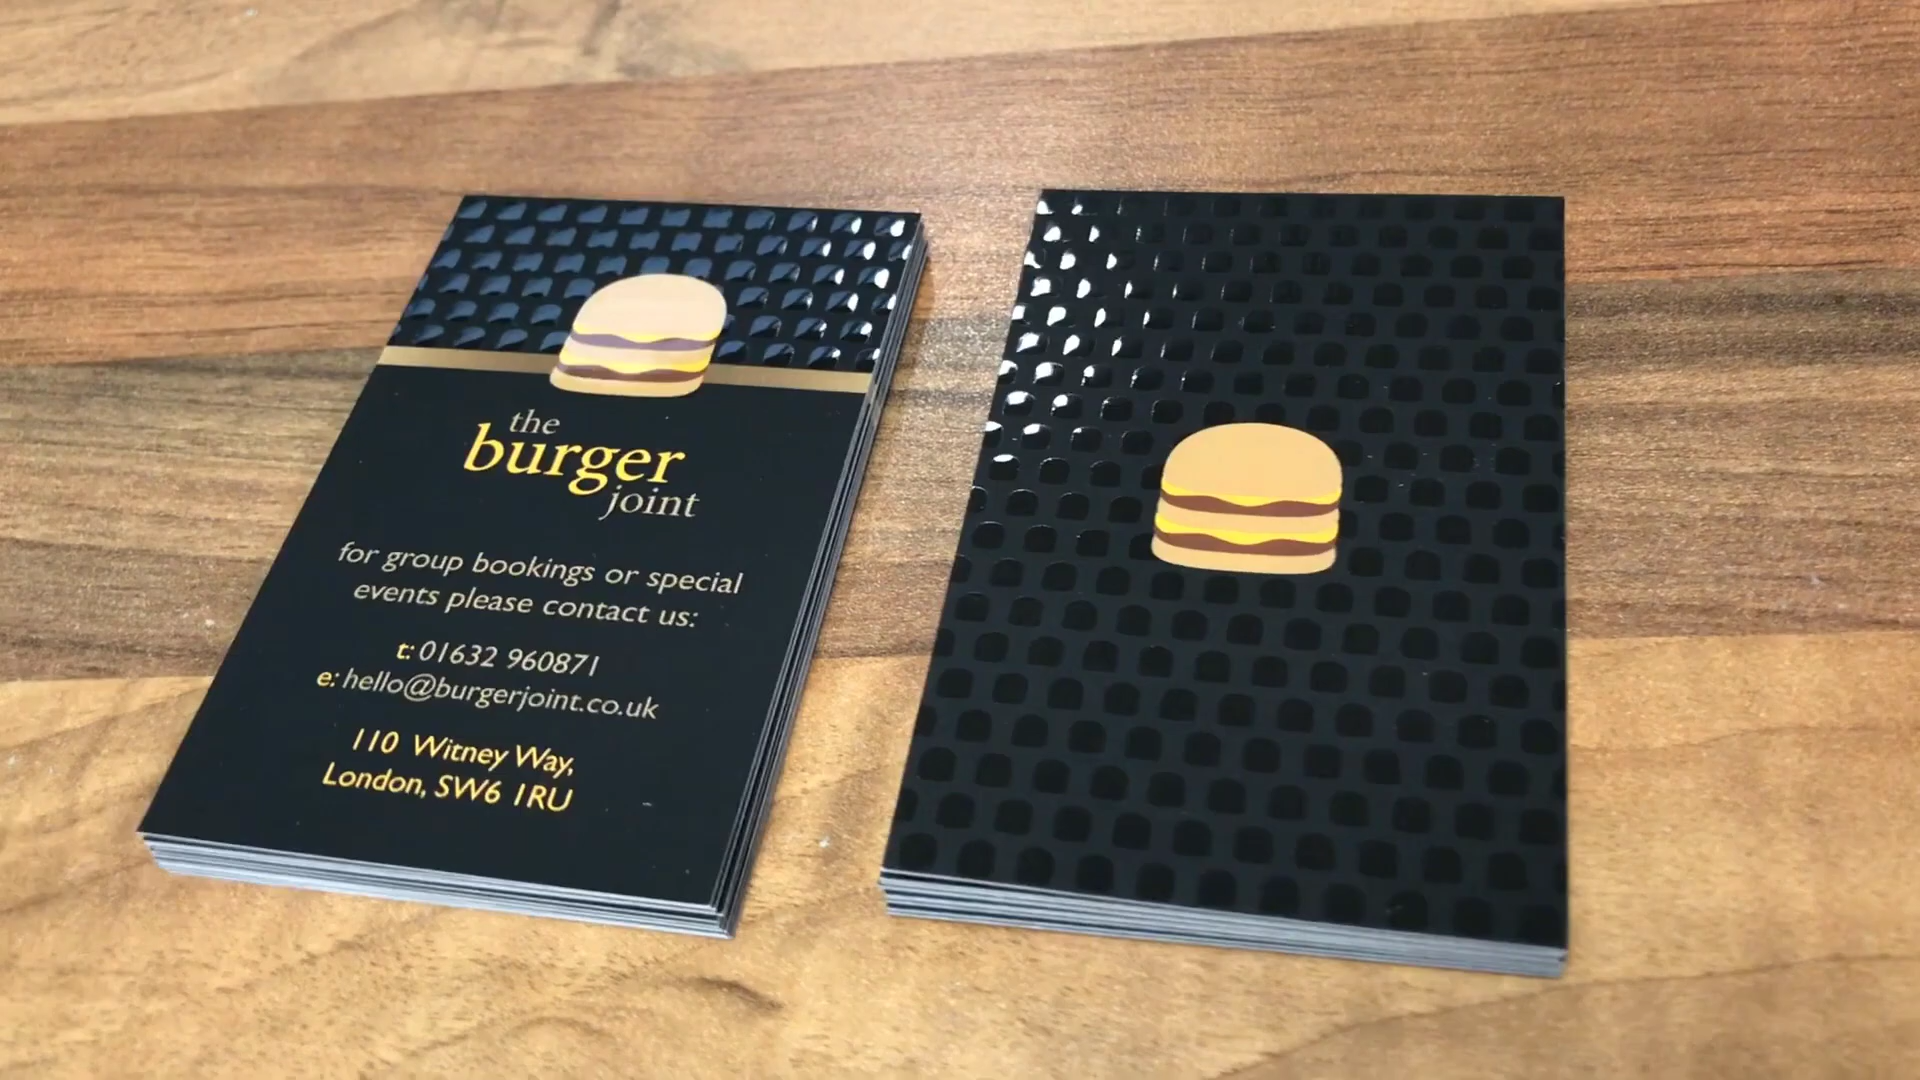 the
burger
joint
for group bookings or special
events please contact us:
t: 01632 960871
e: hello@burgerjoint.co.uk
110 Witney Way,
London, SW6 1RU